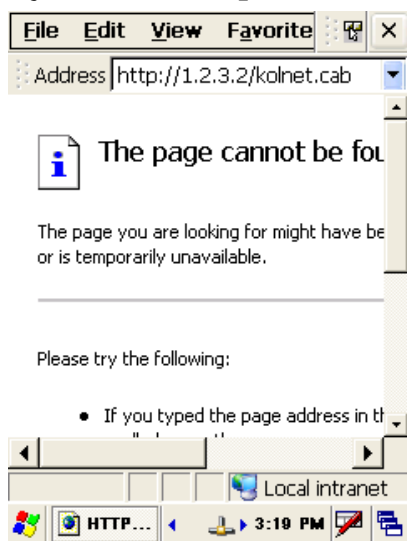 File Edit View Favorite
Address http://1.2.3.2/kolnet.cab
The page cannot be fou
The page you are looking for might have be
or is temporarily unavailable.
Please try the following:
• If you typed the page address in th
Local intranet
HTTP... 3:19 PM